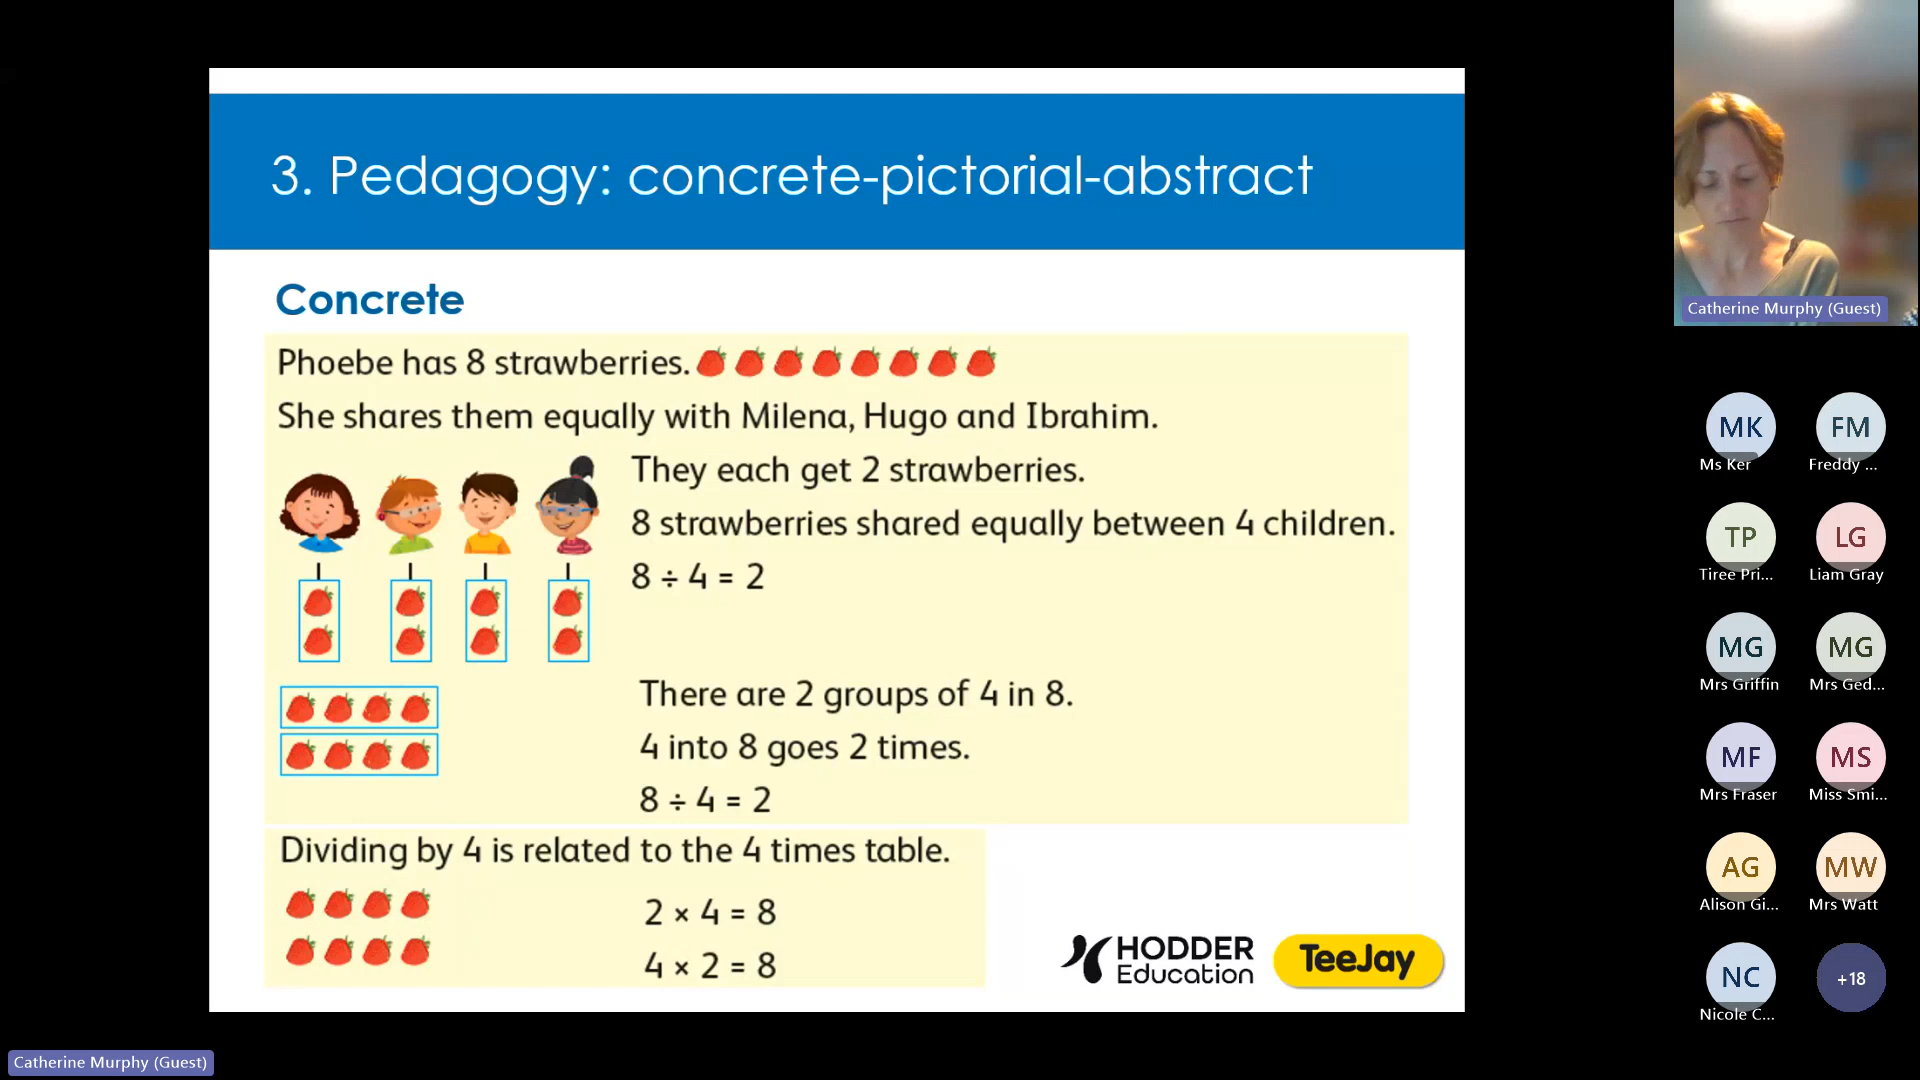 3. Pedagogy: concrete-pictorial-abstract
Concrete
Phoebe has 8 strawberries.
She shares them equally with Milena, Hugo and Ibrahim.
They each get 2 strawberries.
8 strawberries shared equally between 4 children.
8 ÷ 4 = 2
There are 2 groups of 4 in 8.
4 into 8 goes 2 times.
8 ÷ 4 = 2
Dividing by 4 is related to the 4 times table.
2 × 4 = 8
4 × 2 = 8
HODDER
Education
TeeJay
Catherine Murphy (Guest)
MK
FM
Ms Ker
Freddy ...
TP
LG
Tiree Pri...
Liam Gray
MG
MG
Mrs Griffin
Mrs Ged...
MF
MS
Mrs Fraser
Miss Smi...
AG
MW
Alison Gi...
Mrs Watt
NC
+18
Nicole C...
Catherine Murphy (Guest)